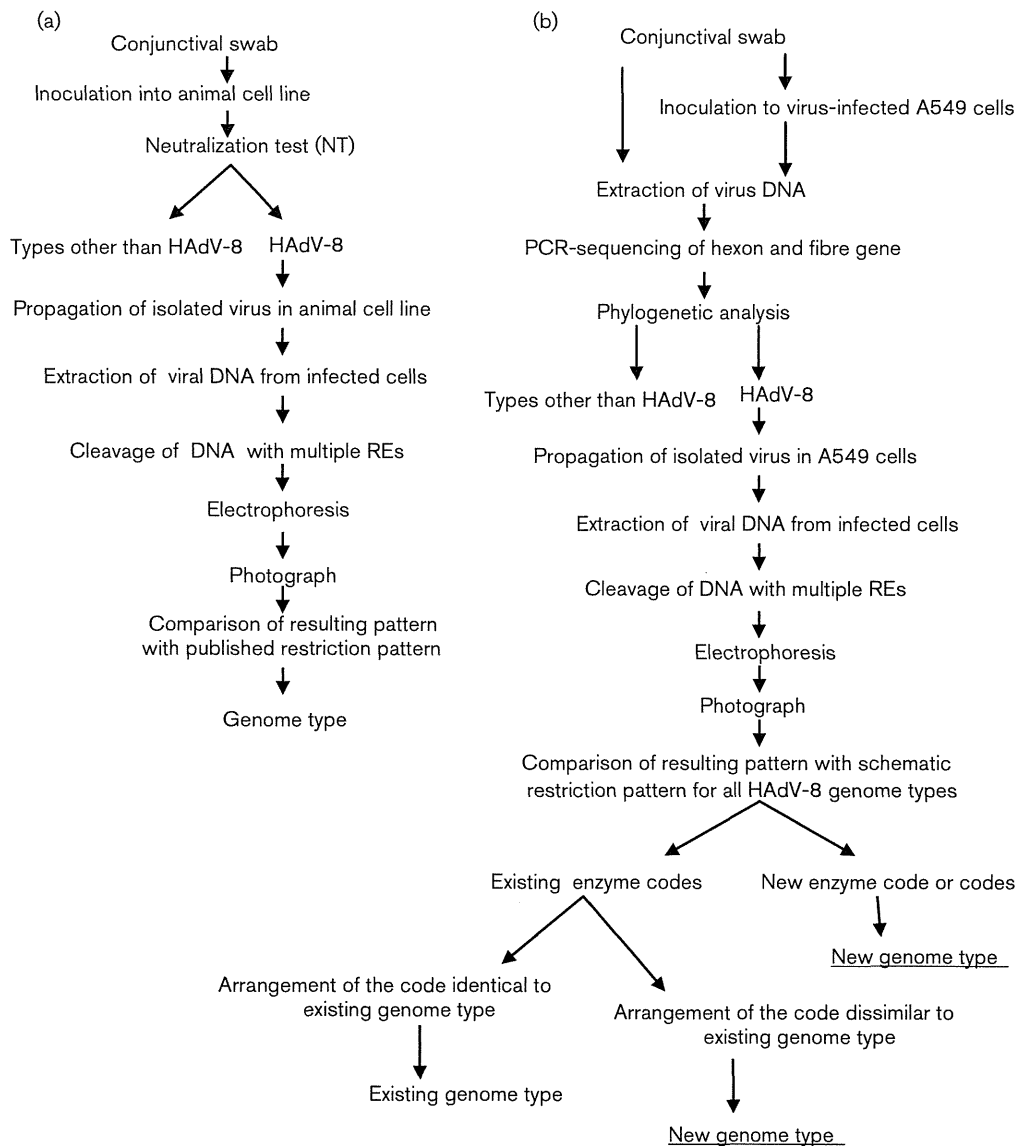 (a)
Conjunctival swab
Inoculation into animal cell line
Neutralization test (NT)
Types other than HAdV-8
HAdV-8
Propagation of isolated virus in animal cell line
Extraction of viral DNA from infected cells
Cleavage of DNA with multiple REs
Electrophoresis
Photograph
Comparison of resulting pattern
with published restriction pattern
Genome type
(b)
Conjunctival swab
Inoculation to virus-infected A549 cells
Extraction of virus DNA
PCR-sequencing of hexon and fibre gene
Phylogenetic analysis
Types other than HAdV-8
HAdV-8
Propagation of isolated virus in A549 cells
Extraction of viral DNA from infected cells
Cleavage of DNA with multiple REs
Electrophoresis
Photograph
Comparison of resulting pattern with schematic
restriction pattern for all HAdV-8 genome types
Existing enzyme codes
New enzyme code or codes
New genome type
Arrangement of the code identical to
existing genome type
Arrangement of the code dissimilar to
existing genome type
Existing genome type
New genome type